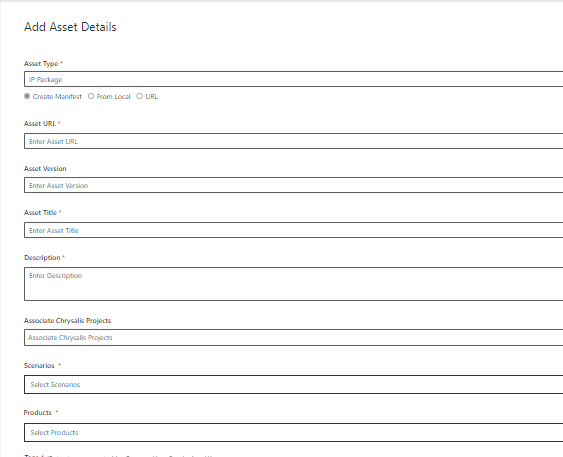 Add Asset Details
Asset Type *
IP Package
Create Manifest From Local URL
Asset URL *
Enter Asset URL
Asset Version
Enter Asset Version
Asset Title *
Enter Asset Title
Description *
Enter Description
Associate Chrysalis Projects
Associate Chrysalis Projects
Scenarios *
Select Scenarios
Products *
Select Products